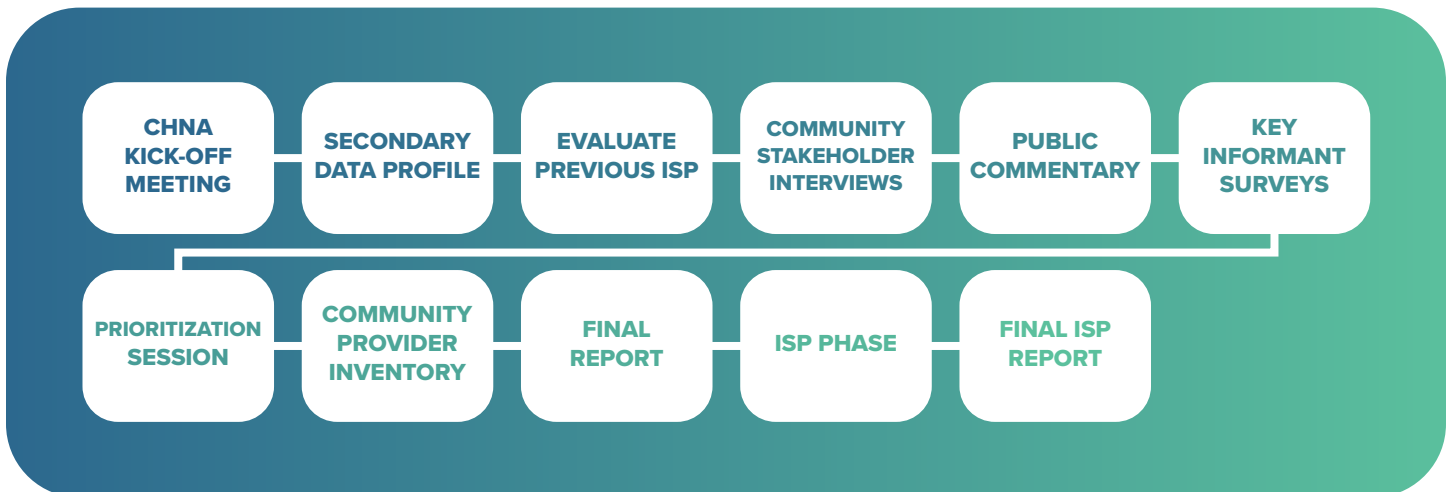 CHNA
KICK-OFF
MEETING
SECONDARY
DATA PROFILE
EVALUATE
PREVIOUS ISP
COMMUNITY
STAKEHOLDER
INTERVIEWS
PUBLIC
COMMENTARY
KEY
INFORMANT
SURVEYS
PRIORITIZATION
SESSION
COMMUNITY
PROVIDER
INVENTORY
FINAL
REPORT
ISP PHASE
FINAL ISP
REPORT